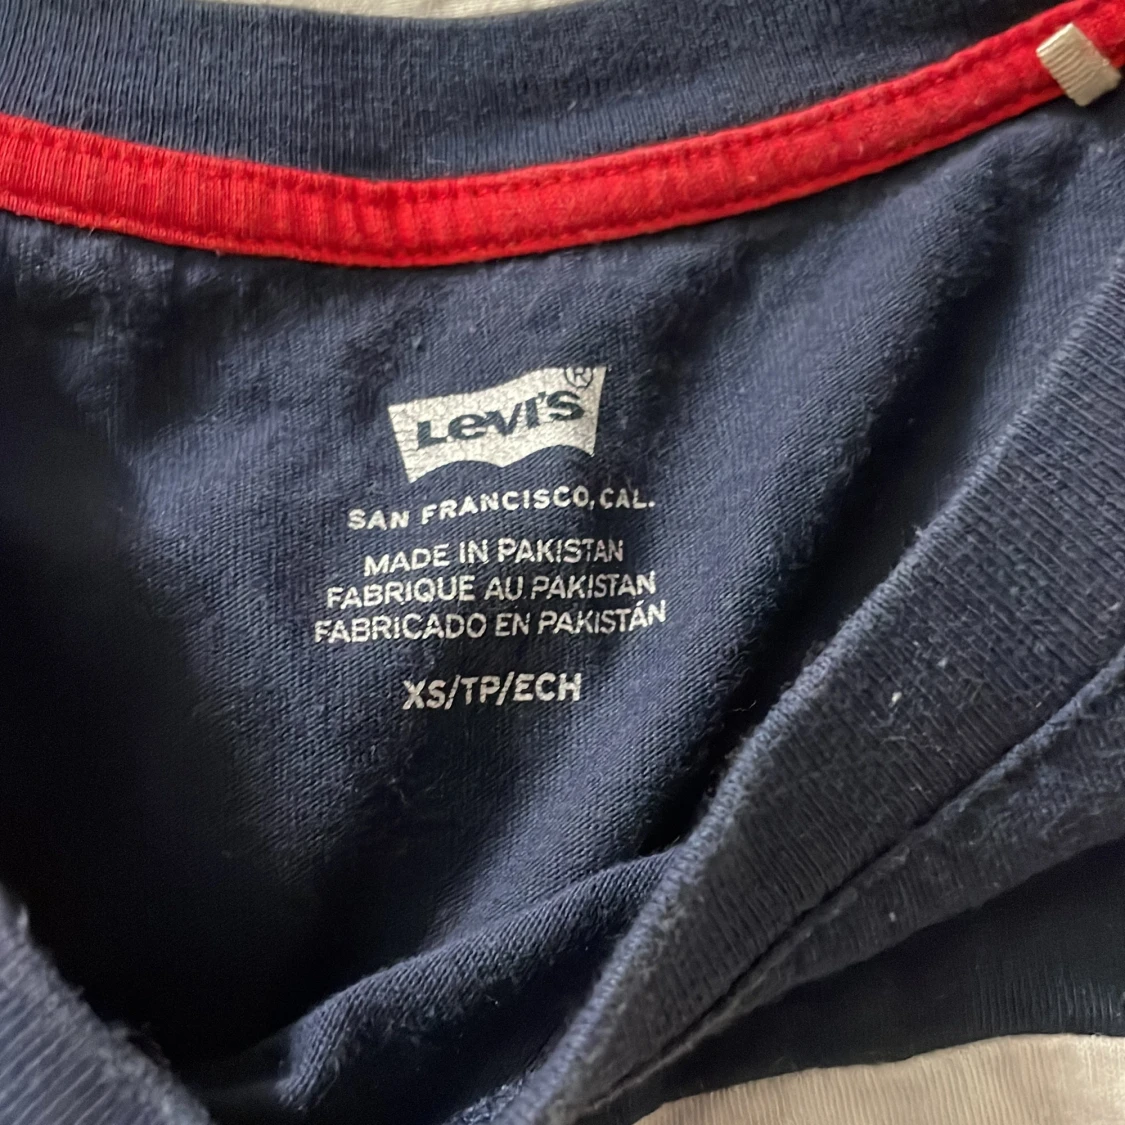 Levi's®
SAN FRANCISCO, CAL.
MADE IN PAKISTAN
FABRIQUE AU PAKISTAN
FABRICADO EN PAKISTÁN
XS/TP/ECH